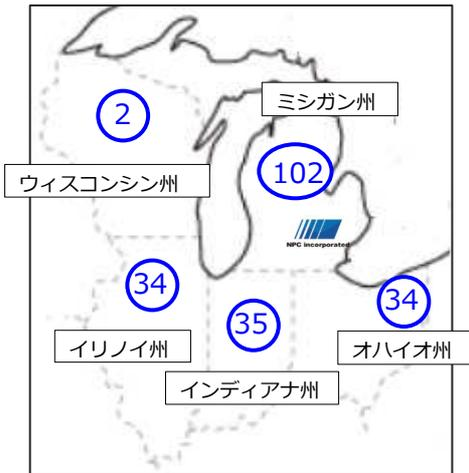 ミシガン州
2
102
ウィスコンシン州
NPC incorporated
34
34
35
イリノイ州
オハイオ州
インディアナ州